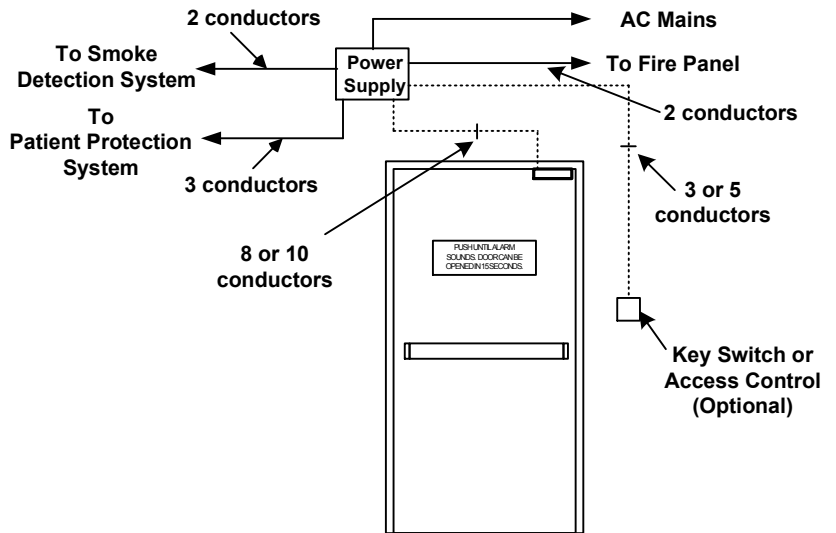 2 conductors
AC Mains
To Smoke
Detection System
Power
Supply
To Fire Panel
To
Patient Protection
System
2 conductors
3 conductors
3 or 5
conductors
8 or 10
conductors
PUSH UNTIL ALARM
SOUNDS. DOOR CAN BE
OPENED IN 15 SECONDS.
Key Switch or
Access Control
(Optional)